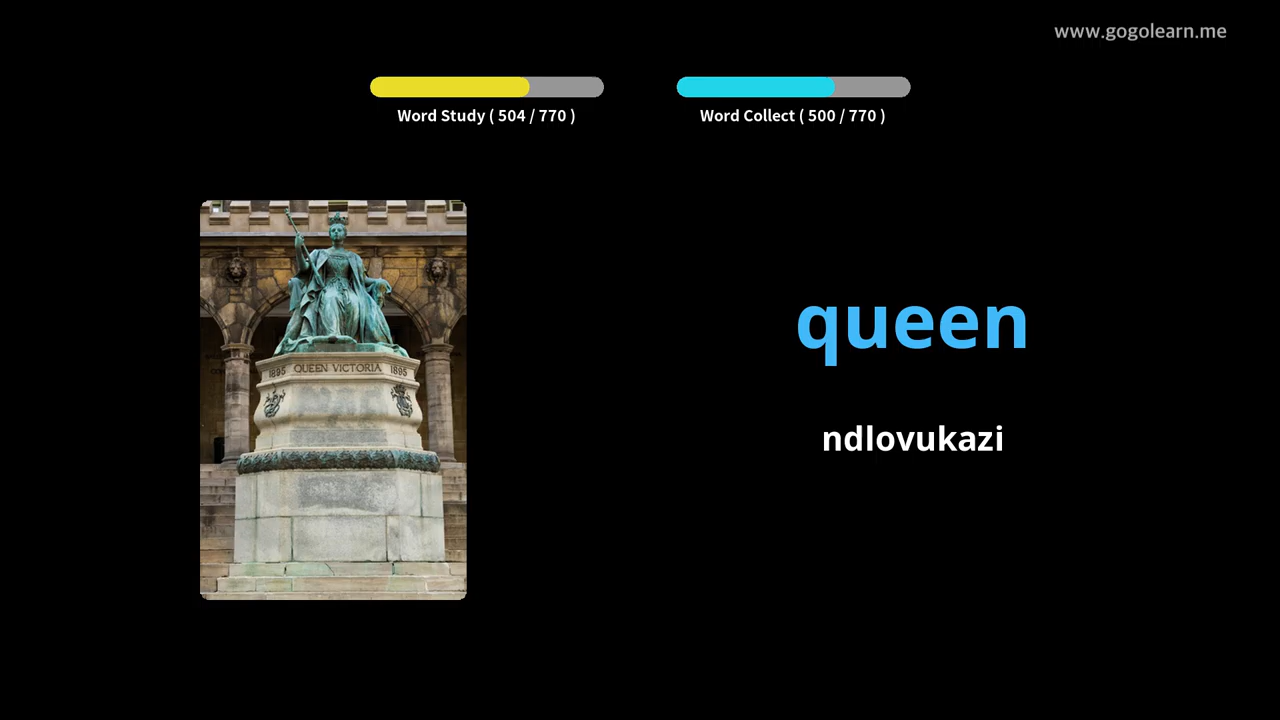 www.gogolearn.me
Word Study ( 504 / 770 )
Word Collect ( 500 / 770 )
1895 QUEEN VICTORIA 1895
queen
ndlovukazi